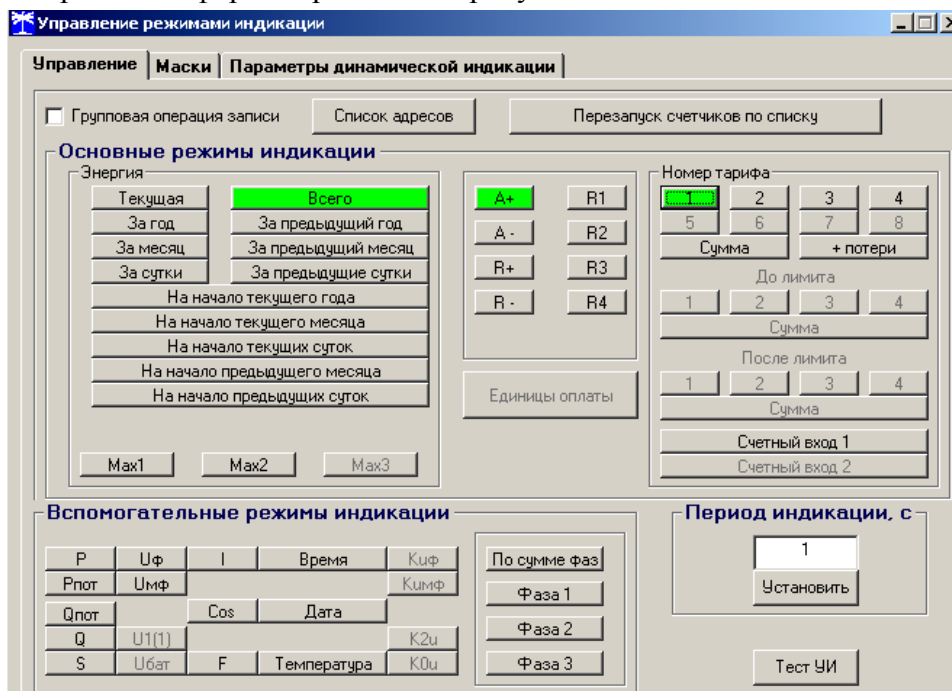 Управление режимами индикации
Управление Маски Параметры динамической индикации
Групповая операция записи Список адресов Перезапуск счетчиков по списку
Основные режимы индикации
Энергия Номер тарифа
Текущая Всего A+ R1 1 2 3 4
За год За предыдущий год A - R2 5 6 7 8
За месяц За предыдущий месяц Сумма + потери
За сутки За предыдущие сутки R+ R3 До лимита
На начало текущего года R - R4 1 2 3 4
На начало текущего месяца Сумма
На начало текущих суток После лимита
На начало предыдущего месяца 1 2 3 4
На начало предыдущих суток Единицы оплаты Сумма
Счетный вход 1
Max1 Max2 Max3 Счетный вход 2
Вспомогательные режимы индикации Период индикации, с
P Uф I Время Kuф По сумме фаз 1
Pпот Uмф Kuмф Установить
Qпот Cos Дата Фаза 1
Q U1(1) K2u Фаза 2
S Uбат F Температура K0u Фаза 3 Тест УИ